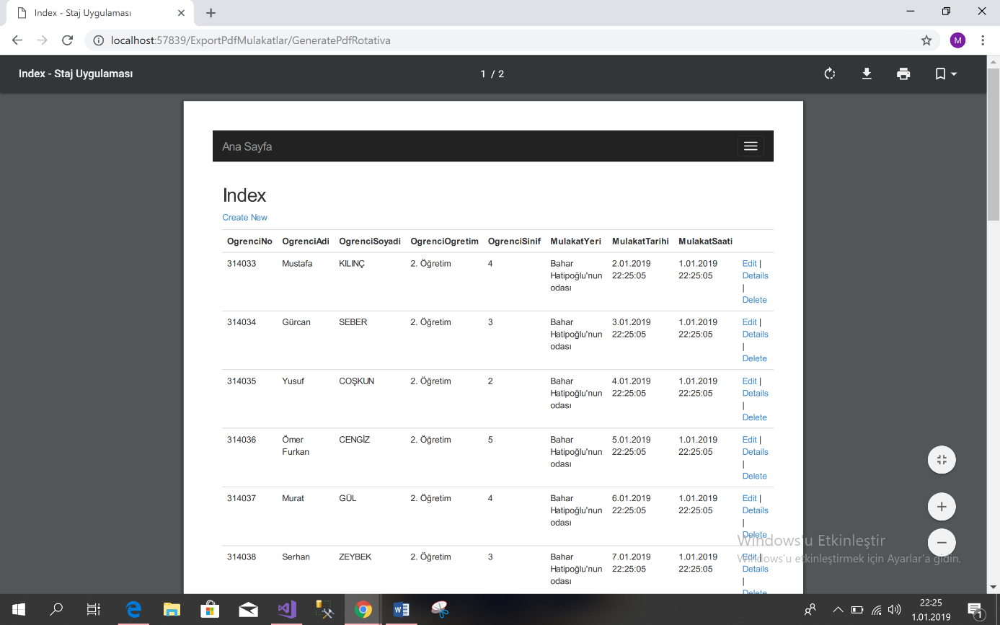 Index - Staj Uygulaması
localhost:57839/ExportPdfMulakatlar/GeneratePdfRotativa
M
Index - Staj Uygulaması
1 / 2
Ana Sayfa
Index
Create New
OgrenciNo OgrenciAdi OgrenciSoyadi OgrenciOgretim OgrenciSinif MulakatYeri MulakatTarihi MulakatSaati
314033 Mustafa KILINÇ 2. Öğretim 4 Bahar 2.01.2019 1.01.2019 Edit |
Hatipoğlu'nun 22:25:05 22:25:05 Details
odası |
Delete
314034 Gürcan SEBER 2. Öğretim 3 Bahar 3.01.2019 1.01.2019 Edit |
Hatipoğlu'nun 22:25:05 22:25:05 Details
odası |
Delete
314035 Yusuf COŞKUN 2. Öğretim 2 Bahar 4.01.2019 1.01.2019 Edit |
Hatipoğlu'nun 22:25:05 22:25:05 Details
odası |
Delete
314036 Ömer CENGİZ 2. Öğretim 5 Bahar 5.01.2019 1.01.2019 Edit |
Furkan Hatipoğlu'nun 22:25:05 22:25:05 Details
odası |
Delete
314037 Murat GÜL 2. Öğretim 4 Bahar 6.01.2019 1.01.2019 Edit |
Hatipoğlu'nun 22:25:05 22:25:05 Details
odası |
Delete
Windows'u Etkinleştir
314038 Serhan ZEYBEK 2. Öğretim 3 Bahar 7.01.2019 1.01.2019 Edit |
Windows'u etkinleştirmek için Ayarlar'a gidin.
Hatipoğlu'nun 22:25:05 22:25:05 Details
odası |
Delete
22:25
1.01.2019
1